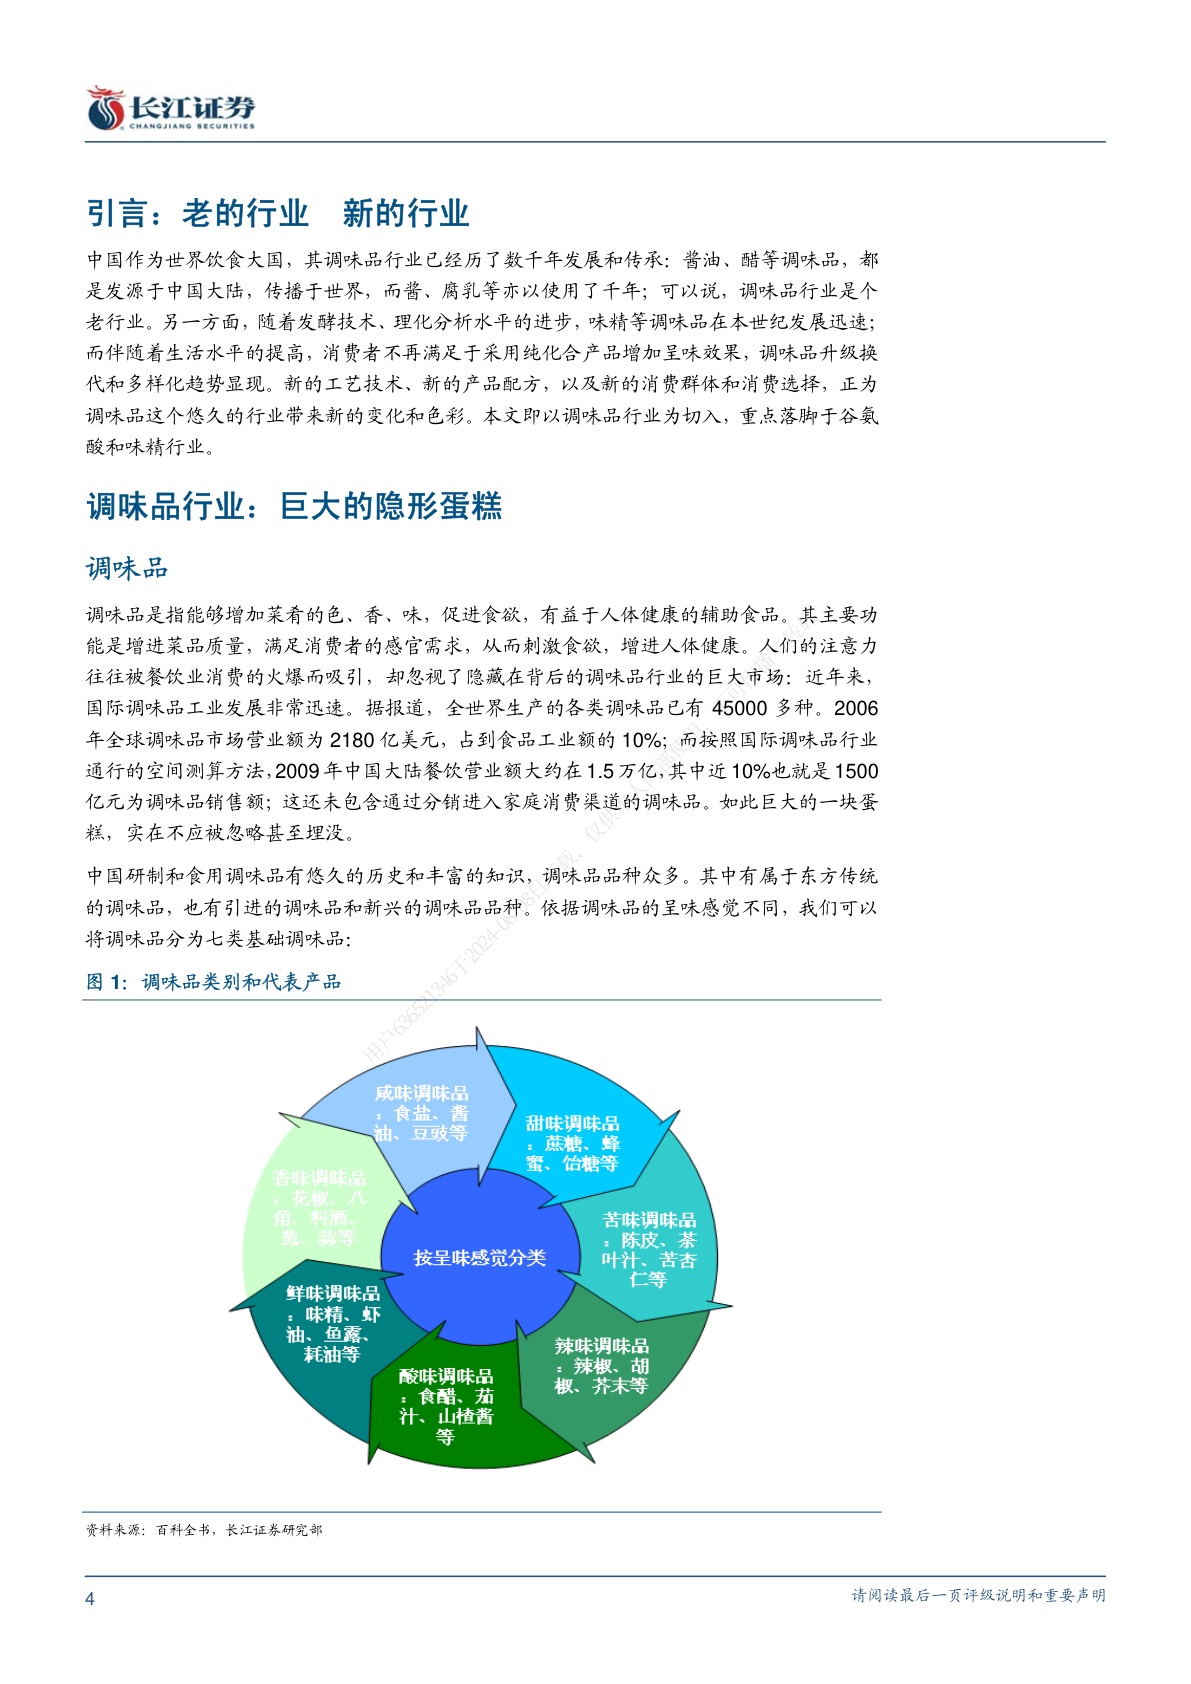 长江证券
CHANGJIANG SECURITIES
引言：老的行业　新的行业
中国作为世界饮食大国，其调味品行业已经历了数千年发展和传承：酱油、醋等调味品，都
是发源于中国大陆，传播于世界，而酱、腐乳等亦以使用了千年；可以说，调味品行业是个
老行业。另一方面，随着发酵技术、理化分析水平的进步，味精等调味品在本世纪发展迅速；
而伴随着生活水平的提高，消费者不再满足于采用纯化合产品增加呈味效果，调味品升级换
代和多样化趋势显现。新的工艺技术、新的产品配方，以及新的消费群体和消费选择，正为
调味品这个悠久的行业带来新的变化和色彩。本文即以调味品行业为切入，重点落脚于谷氨
酸和味精行业。
调味品行业：巨大的隐形蛋糕
调味品
调味品是指能够增加菜肴的色、香、味，促进食欲，有益于人体健康的辅助食品。其主要功
能是增进菜品质量，满足消费者的感官需求，从而刺激食欲，增进人体健康。人们的注意力
往往被餐饮业消费的火爆而吸引，却忽视了隐藏在背后的调味品行业的巨大市场：近年来，
国际调味品工业发展非常迅速。据报道，全世界生产的各类调味品已有 45000 多种。2006
年全球调味品市场营业额为 2180 亿美元，占到食品工业额的 10%；而按照国际调味品行业
通行的空间测算方法，2009 年中国大陆餐饮营业额大约在 1.5 万亿，其中近 10%也就是 1500
亿元为调味品销售额；这还未包含通过分销进入家庭消费渠道的调味品。如此巨大的一块蛋
糕，实在不应被忽略甚至埋没。
中国研制和食用调味品有悠久的历史和丰富的知识，调味品品种众多。其中有属于东方传统
的调味品，也有引进的调味品和新兴的调味品品种。依据调味品的呈味感觉不同，我们可以
将调味品分为七类基础调味品：
图 1：调味品类别和代表产品
咸味调味品
：食盐、酱
油、豆豉等
甜味调味品
：蔗糖、蜂
蜜、饴糖等
苦味调味品
：陈皮、茶
叶汁、苦杏
仁等
辣味调味品
：辣椒、胡
椒、芥末等
酸味调味品
：食醋、茄
汁、山楂酱
等
鲜味调味品
：味精、虾
油、鱼露、
耗油等
香味调味品
：花椒、八
角、料酒、
葱、蒜等
按呈味感觉分类
用户636521346于2024-08-08日下载，仅供
资料来源：百科全书，长江证券研究部
4
请阅读最后一页评级说明和重要声明